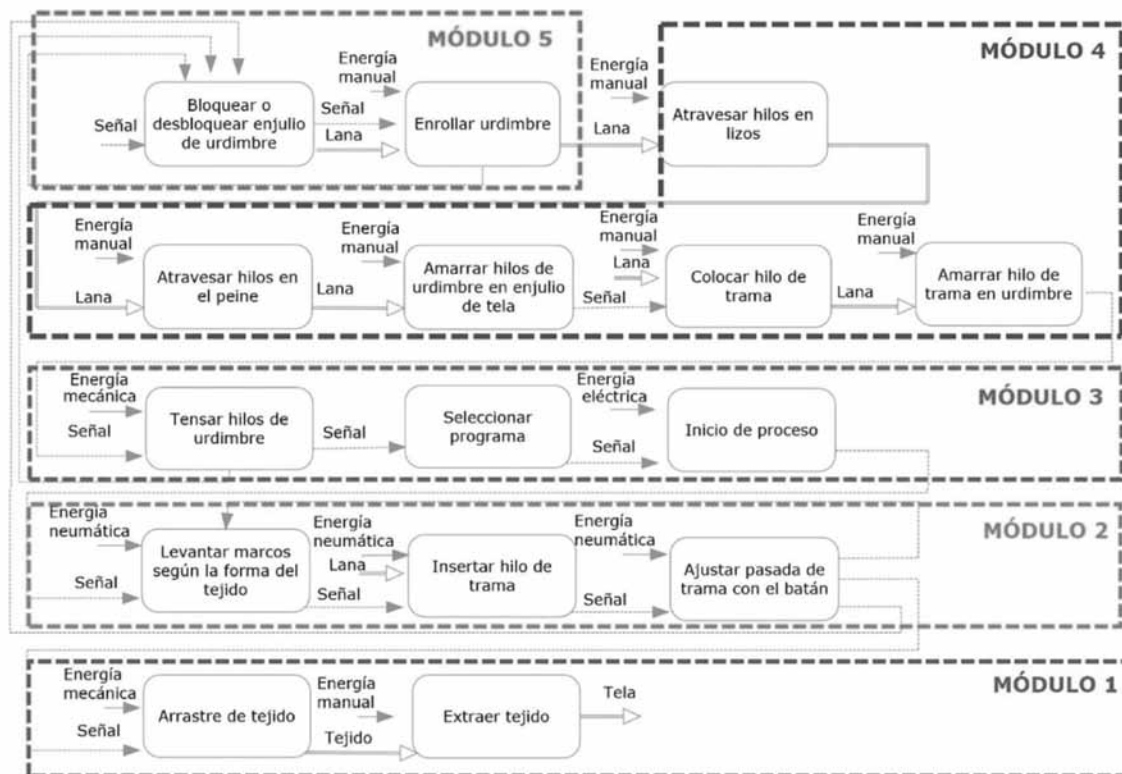 MÓDULO 5
MÓDULO 4
Energía
manual
Energía
manual
Señal
Bloquear o
desbloquear enjulio
de urdimbre
Señal
Lana
Enrollar urdimbre
Lana
Atravesar hilos en
lizos
Energía
manual
Energía
manual
Energía
manual
Lana
Energía
manual
Lana
Atravesar hilos en
el peine
Lana
Amarrar hilos de
urdimbre en enjulio
de tela
Señal
Colocar hilo de
trama
Lana
Amarrar hilo de
trama en urdimbre
MÓDULO 3
Energía
mecánica
Señal
Tensar hilos de
urdimbre
Señal
Seleccionar
programa
Energía
eléctrica
Señal
Inicio de proceso
MÓDULO 2
Energía
neumática
Señal
Levantar marcos
según la forma del
tejido
Energía
neumática
Lana
Señal
Insertar hilo de
trama
Energía
neumática
Señal
Ajustar pasada de
trama con el batán
MÓDULO 1
Energía
mecánica
Señal
Arrastre de tejido
Energía
manual
Tejido
Extraer tejido
Tela